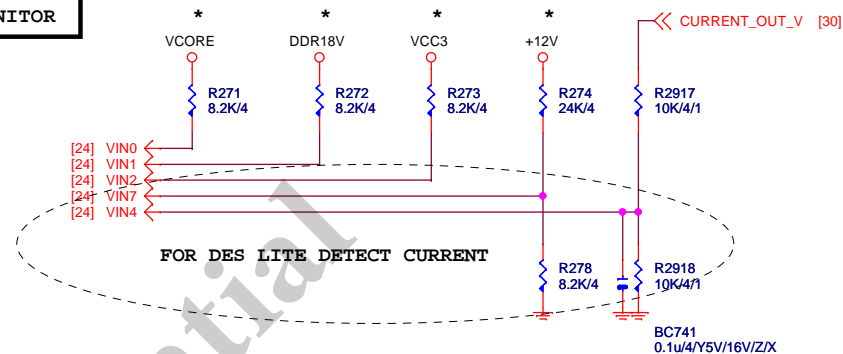 NITOR
* * * *
VCORE DDR18V VCC3 +12V
CURRENT_OUT_V [30]
R271
8.2K/4
R272
8.2K/4
R273
8.2K/4
R274
24K/4
R2917
10K/4/1
[24] VIN0
[24] VIN1
[24] VIN2
[24] VIN7
[24] VIN4
FOR DES LITE DETECT CURRENT
R278
8.2K/4
R2918
10K/4/1
BC741
0.1u/4/Y5V/16V/Z/X
tial